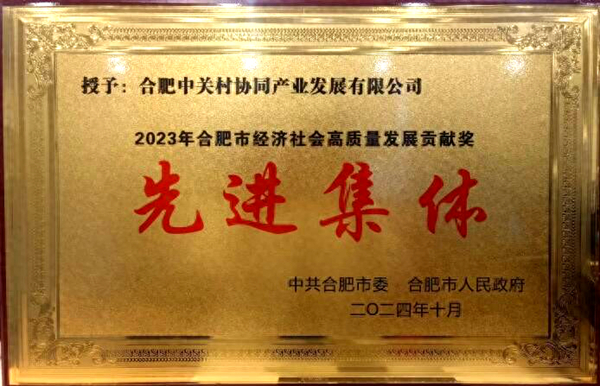 授予：合肥中关村协同产业发展有限公司
2023年合肥市经济社会高质量发展贡献奖
先进集体
中共合肥市委 合肥市人民政府
二〇二四年十月